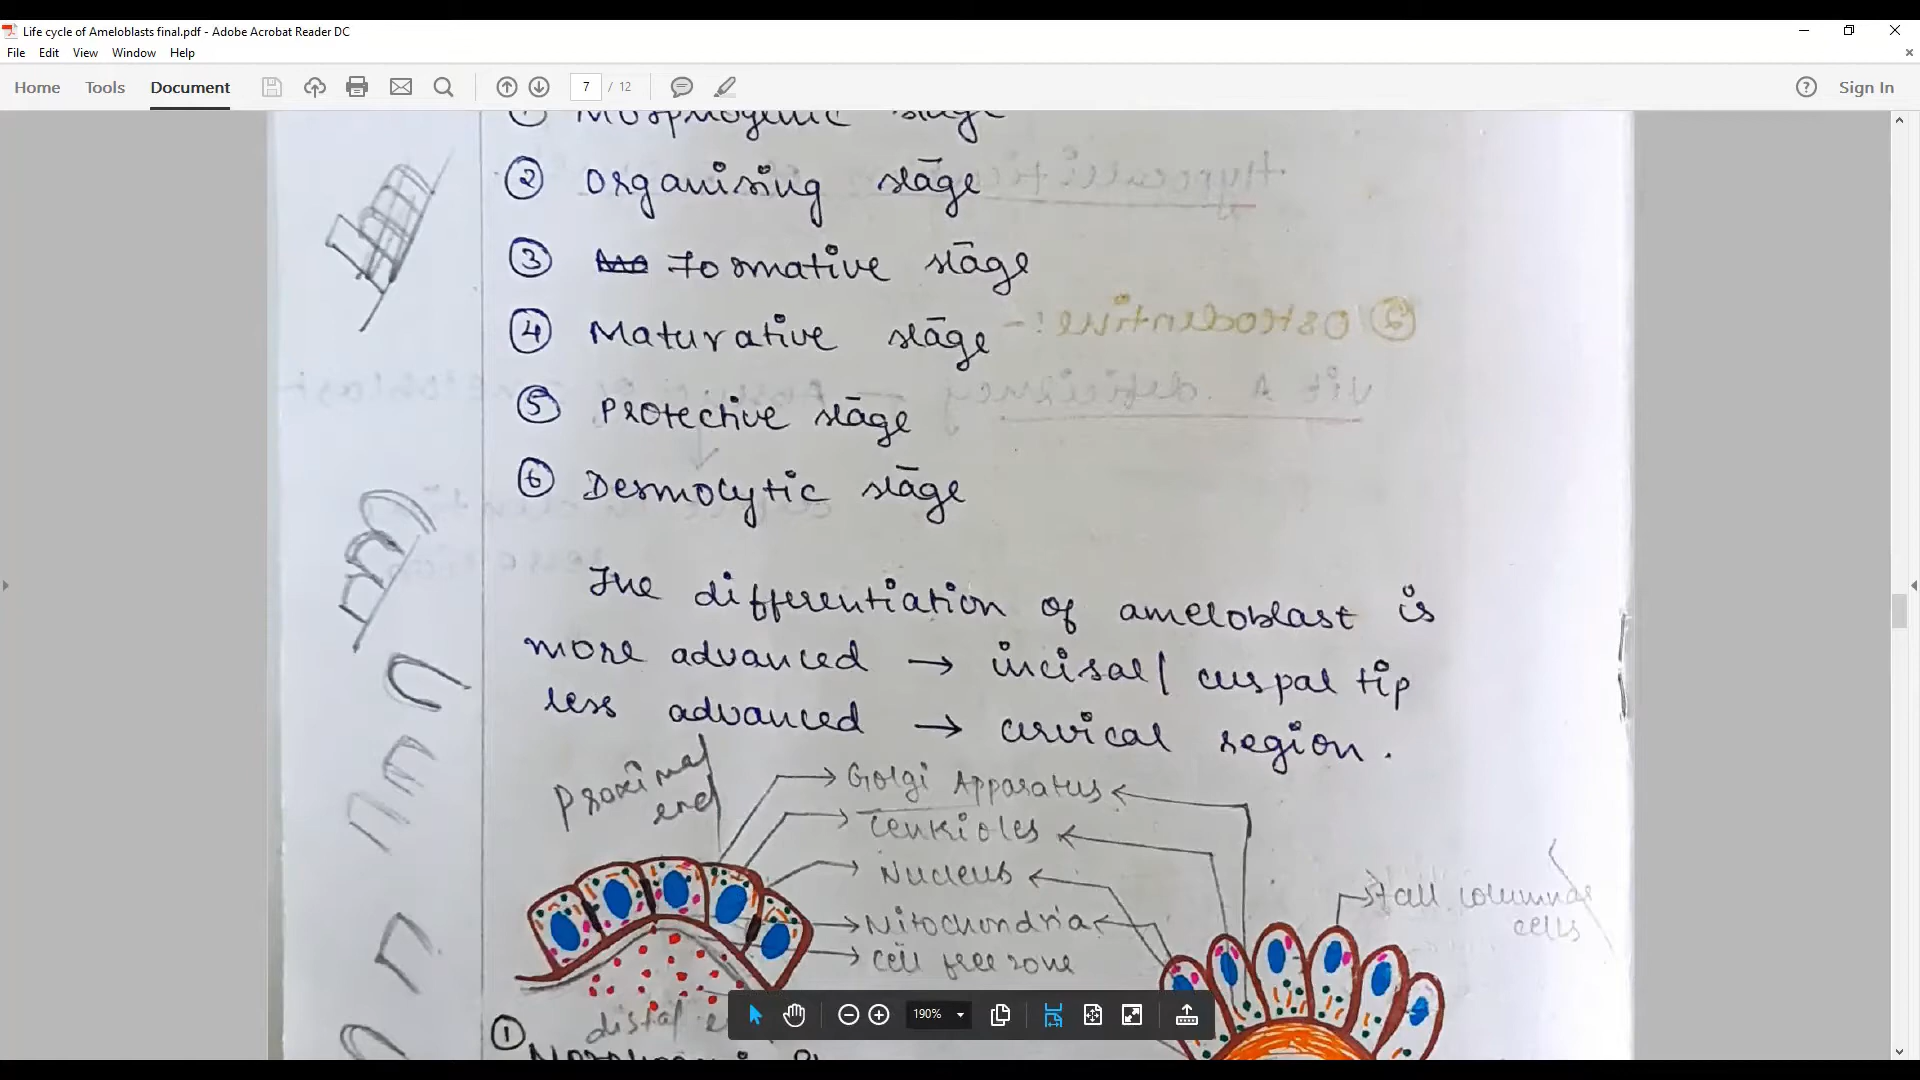 Life cycle of Ameloblasts final.pdf - Adobe Acrobat Reader DC
File Edit View Window Help
Home Tools Document 7 / 12 Sign In
① Morphogenic stage
② Organising stage
③ Formative stage
④ Maturative stage
⑤ Protective stage
⑥ Desmolytic stage
The differentiation of ameloblast is
more advanced → incisal/ cuspal tip
less advanced → cervical region.
Proximal
end
Golgi Apparatus
Centrioles
Nucleus
Mitochondria
Cell free zone
tall columnar
cells
distal
①
190%